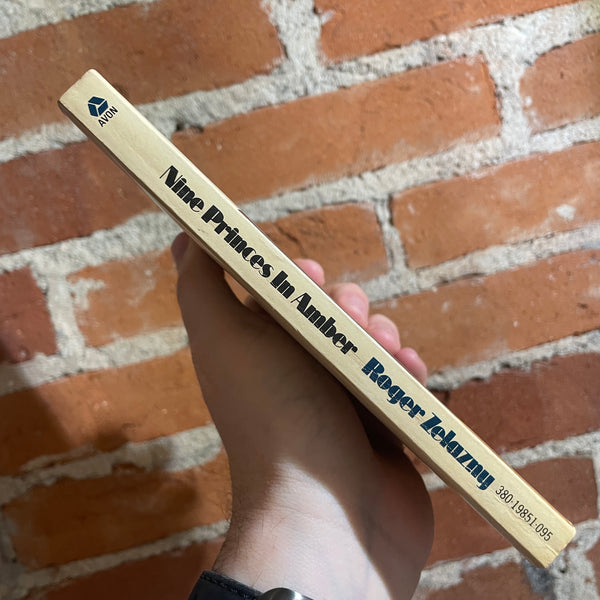 AVON
Nine Princes In Amber Roger Zelazny 380-19851-095